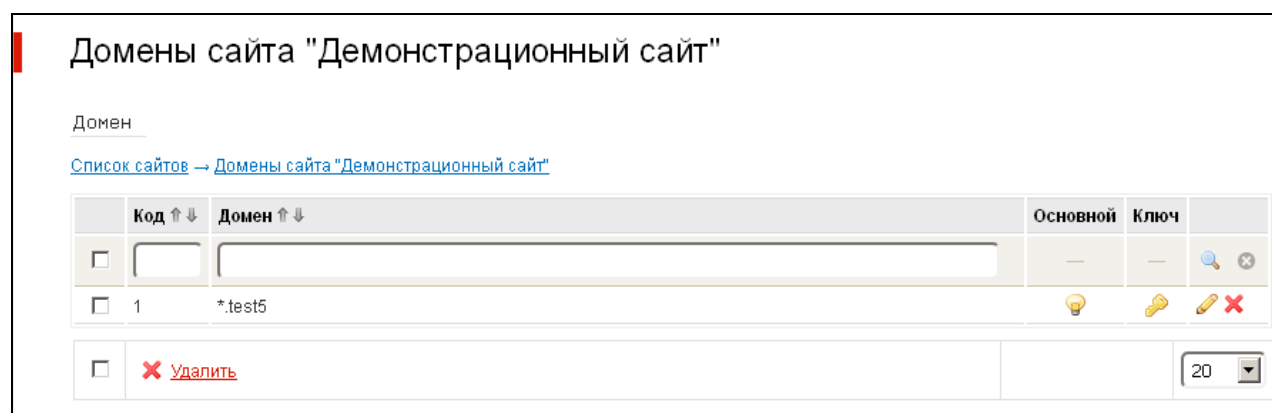 Домены сайта "Демонстрационный сайт"
Домен
Список сайтов → Домены сайта "Демонстрационный сайт"
Код ⇑ ⇓ Домен ⇑ ⇓ Основной Ключ
— —
1 *.test5
Удалить 20